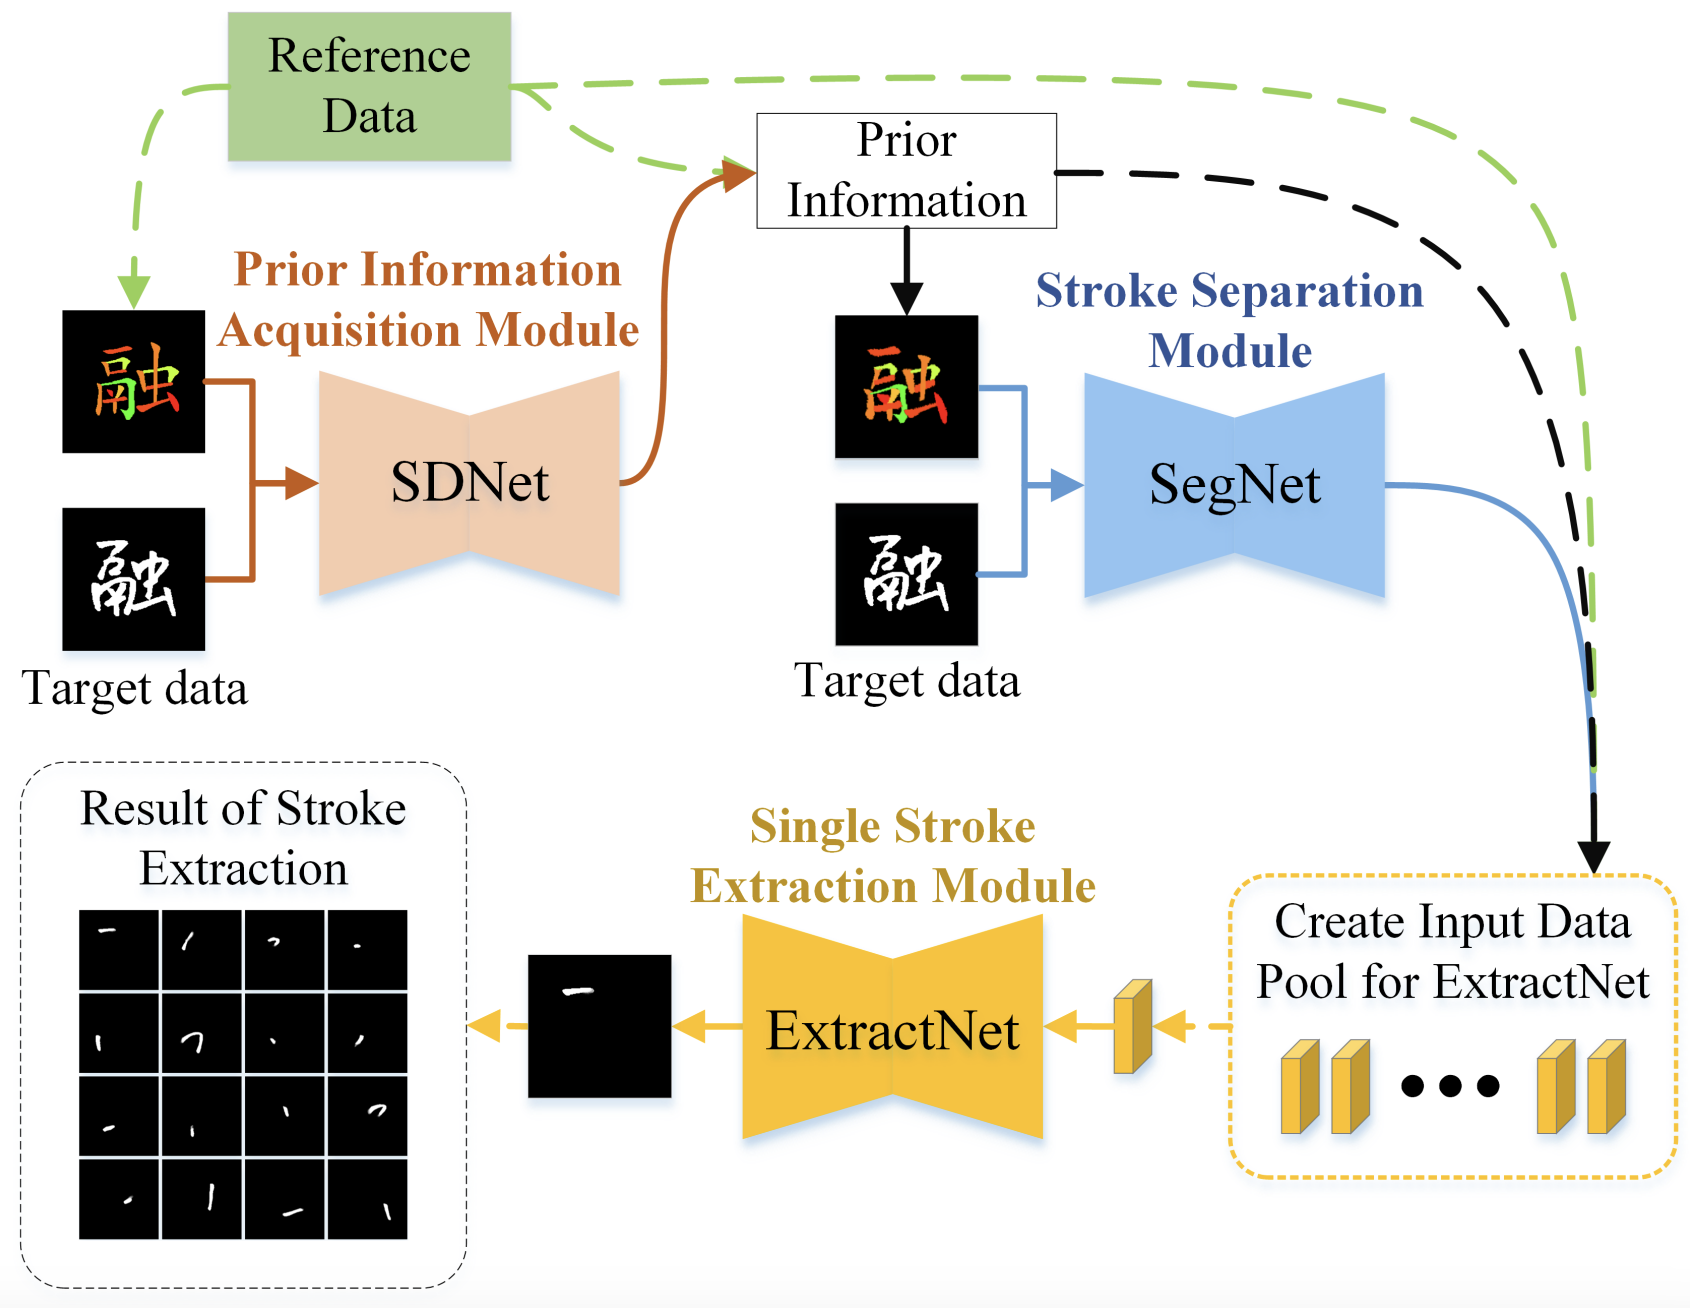 Reference
Data
Prior
Information
Prior Information
Acquisition Module
Stroke Separation
Module
融
融
SDNet
SegNet
融
融
Target data
Target data
Result of Stroke
Extraction
Single Stroke
Extraction Module
Create Input Data
Pool for ExtractNet
ExtractNet